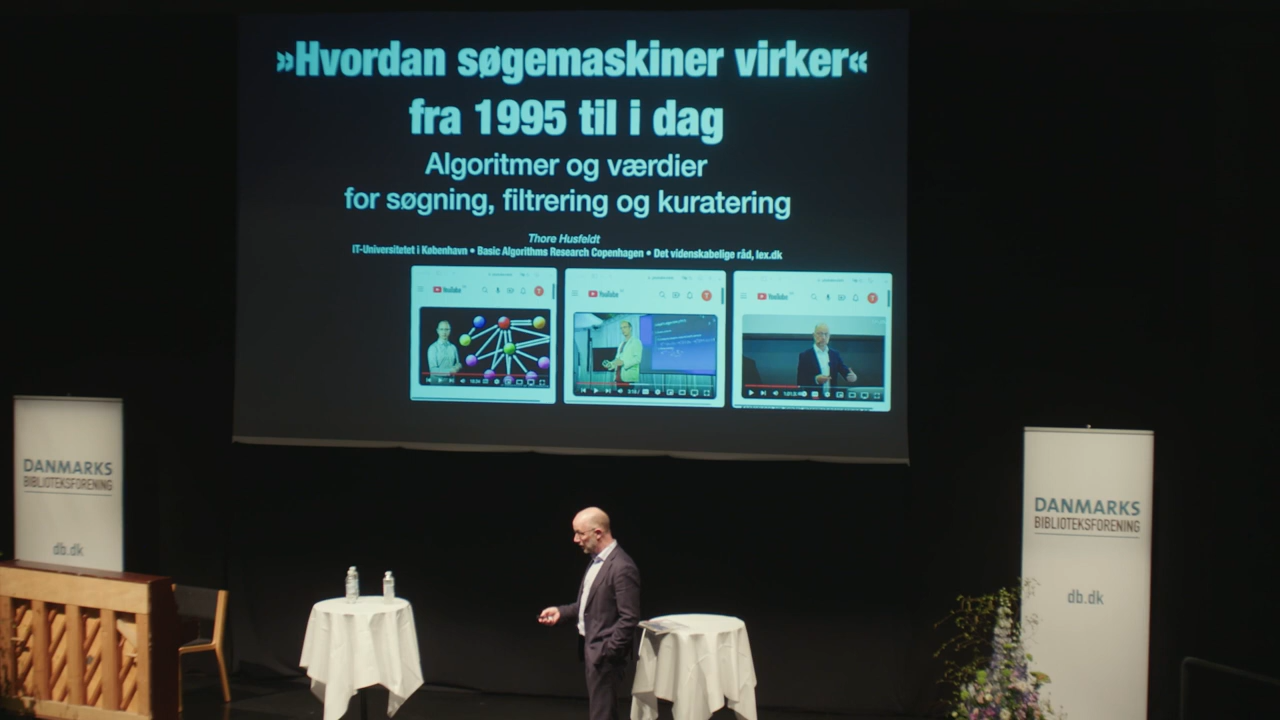 »Hvordan søgemaskiner virker«
fra 1995 til i dag
Algoritmer og værdier
for søgning, filtrering og kuratering
Thore Husfeldt
IT-Universitetet i København • Basic Algorithms Research Copenhagen • Det videnskabelige råd, lex.dk
YouTube
YouTube
YouTube
DANMARKS
BIBLIOTEKSFORENING
db.dk
DANMARKS
BIBLIOTEKSFORENING
db.dk